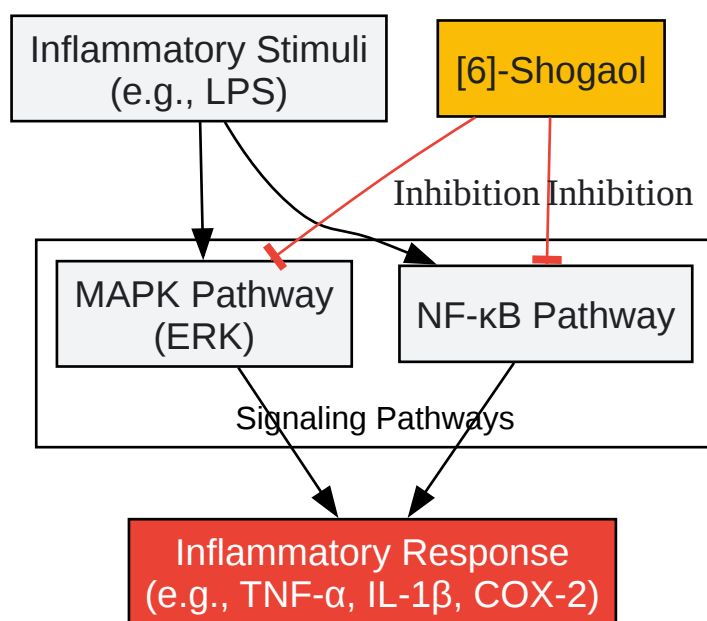 Inflammatory Stimuli
(e.g., LPS)
[6]-Shogaol
Inhibition
Inhibition
MAPK Pathway
(ERK)
NF-κB Pathway
Signaling Pathways
Inflammatory Response
(e.g., TNF-α, IL-1β, COX-2)